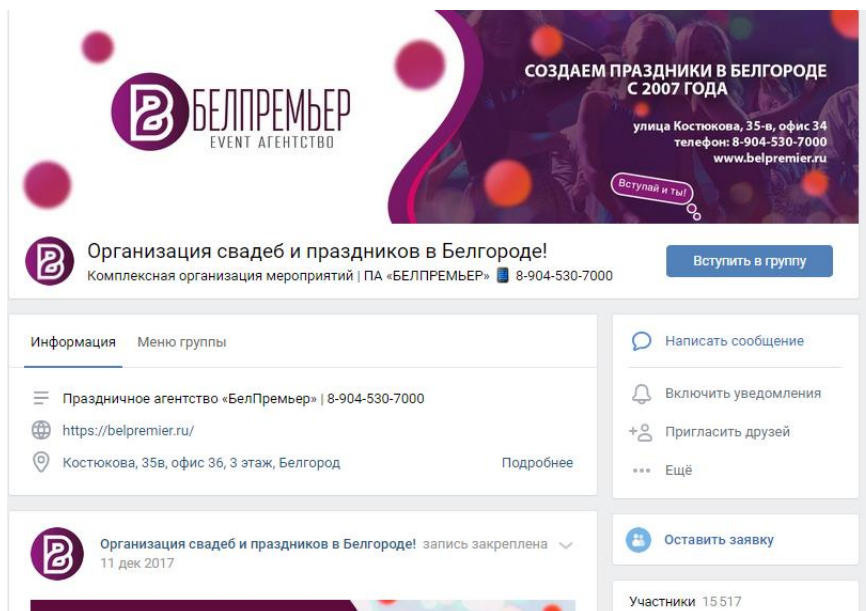 БЕЛПРЕМЬЕР
EVENT АГЕНТСТВО
СОЗДАЕМ ПРАЗДНИКИ В БЕЛГОРОДЕ
С 2007 ГОДА
улица Костюкова, 35-в, офис 34
телефон: 8-904-530-7000
www.belpremier.ru
Вступай и ты!
Организация свадеб и праздников в Белгороде!
Комплексная организация мероприятий | ПА «БЕЛПРЕМЬЕР» 📱 8-904-530-7000
Вступить в группу
Информация Меню группы
Праздничное агентство «БелПремьер» | 8-904-530-7000
https://belpremier.ru/
Костюкова, 35в, офис 36, 3 этаж, Белгород Подробнее
Написать сообщение
Включить уведомления
Пригласить друзей
Ещё
Организация свадеб и праздников в Белгороде! запись закреплена
11 дек 2017
Оставить заявку
Участники 15 517